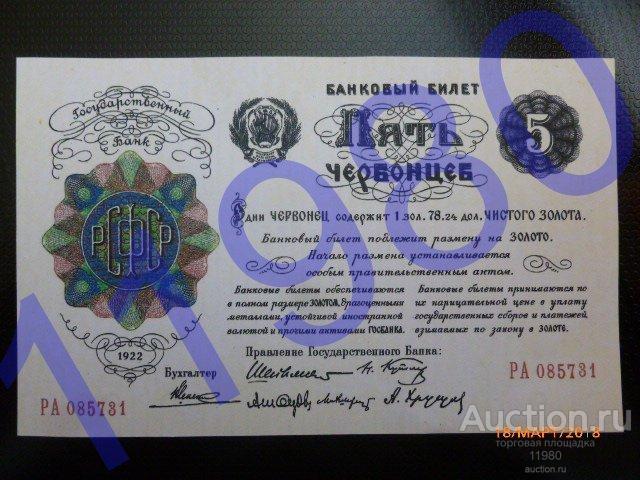 Государственный
Банк
БАНКОВЫЙ БИЛЕТ
Пять
ЧЕРВОНЦЕВ
5
Один ЧЕРВОНЕЦ содержит 1 зол. 78.24 дол. ЧИСТОГО ЗОЛОТА.
Банковый билет подлежит размену на ЗОЛОТО.
Начало размена устанавливается
особым правительственным актом.
РСФСР
Банковые билеты обеспечиваются
в полном размере ЗОЛОТОМ, драгоценными
металлами, устойчивой иностранной
валютой и прочими активами ГОСБАНКА.
Банковые билеты принимаются по
их нарицательной цене в уплату
государственных сборов и платежей,
взимаемых по закону в ЗОЛОТЕ.
1922
Правление Государственного Банка:
Бухгалтер
РА 085731
РА 085731
11980
18/МАРТ/2018
Auction.ru
торговая площадка
11980
auction.ru